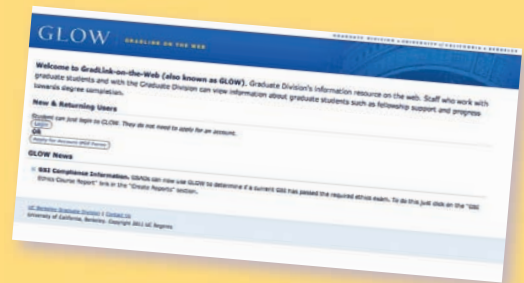 GRADUATE DIVISION • UNIVERSITY of CALIFORNIA • BERKELEY
GLOW GRADLINK ON THE WEB
Welcome to GradLink-on-the-Web (also known as GLOW), Graduate Division's information resource on the web. Staff who work with
graduate students and with the Graduate Division can view information about graduate students such as fellowship support and progress
towards degree completion.
New & Returning Users
Student can just login to GLOW. They do not need to apply for an account.
Login
OR
Apply for Account (PDF Form)
GLOW News
GSI Compliance Information. GSAOs can now use GLOW to determine if a current GSI has passed the required ethics exam. To do this just click on the "GSI
Ethics Course Report" link in the "Create Reports" section.
UC Berkeley Graduate Division | Contact Us
University of California, Berkeley. Copyright 2011 UC Regents